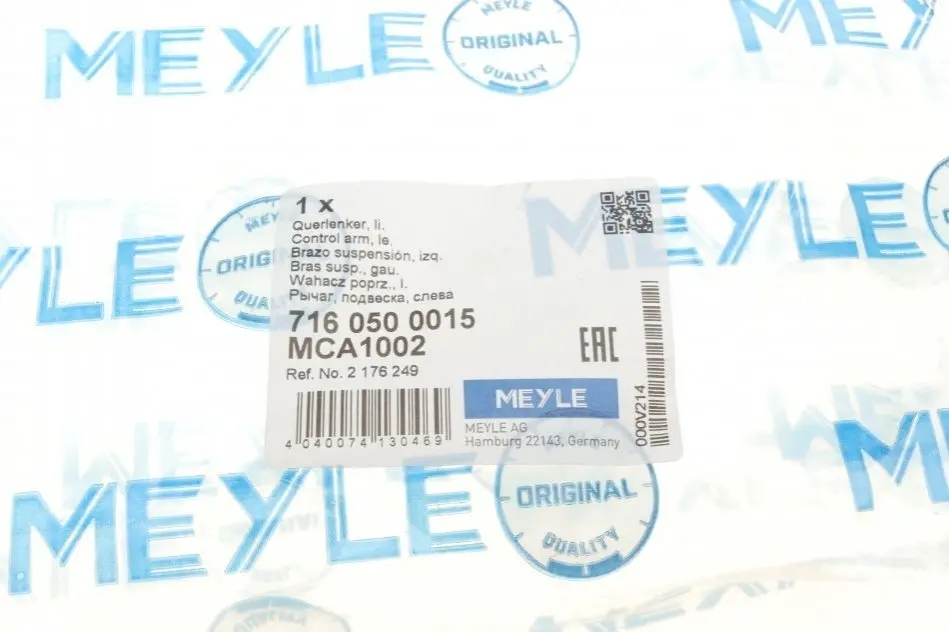 MEYLE
MEYLE
ORIGINAL
QUALITY
MEYLE
1 x
Querlenker, li.
Control arm, le.
Brazo suspensión, izq.
Bras susp., gau.
Wahacz poprz., l.
Рычаг, подвеска, слева
716 050 0015
MCA1002
Ref. No. 2 176 249
4 040074 130469
EAC
MEYLE
MEYLE AG
Hamburg 22143, Germany
000V214
MEYLE
ORIGINAL
QUALITY
MEYLE
ORIGINAL
QUALITY